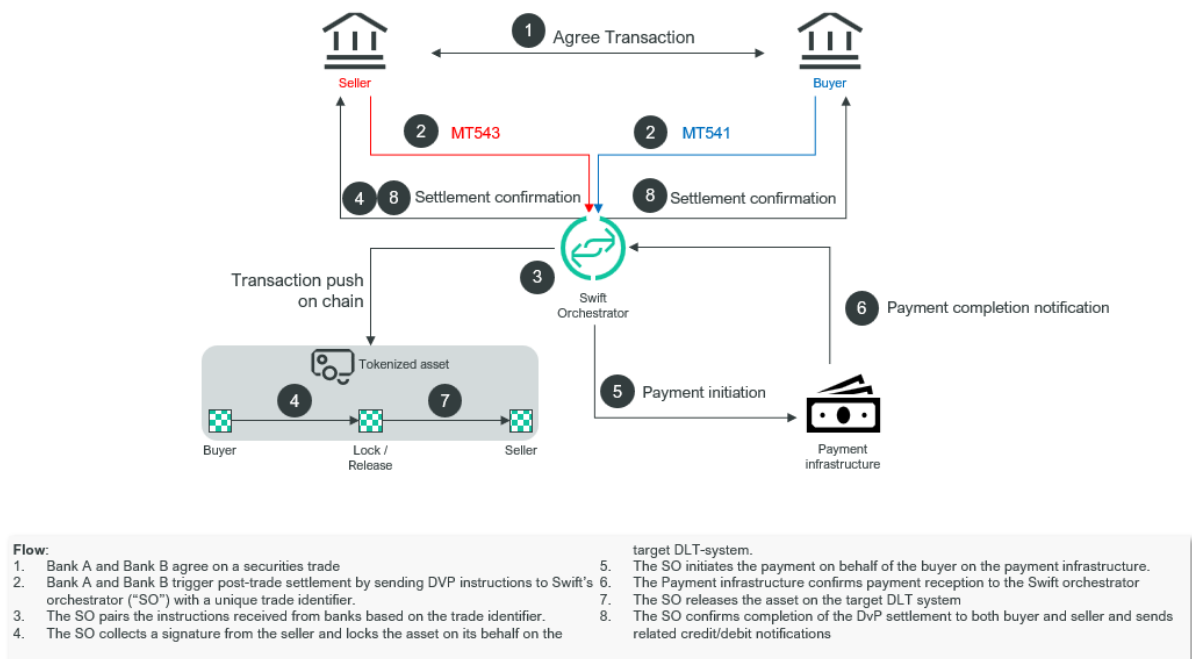 1 Agree Transaction
Seller
Buyer
2 MT543
2 MT541
4 8 Settlement confirmation
8 Settlement confirmation
Transaction push
on chain
3
Swift
Orchestrator
6 Payment completion notification
Tokenized asset
4
7
5 Payment initiation
Buyer
Lock /
Release
Seller
Payment
infrastructure
Flow:
1. Bank A and Bank B agree on a securities trade
2. Bank A and Bank B trigger post-trade settlement by sending DVP instructions to Swift's
orchestrator (“SO”) with a unique trade identifier.
3. The SO pairs the instructions received from banks based on the trade identifier.
4. The SO collects a signature from the seller and locks the asset on its behalf on the
target DLT-system.
5. The SO initiates the payment on behalf of the buyer on the payment infrastructure.
6. The Payment infrastructure confirms payment reception to the Swift orchestrator
7. The SO releases the asset on the target DLT system
8. The SO confirms completion of the DvP settlement to both buyer and seller and sends
related credit/debit notifications